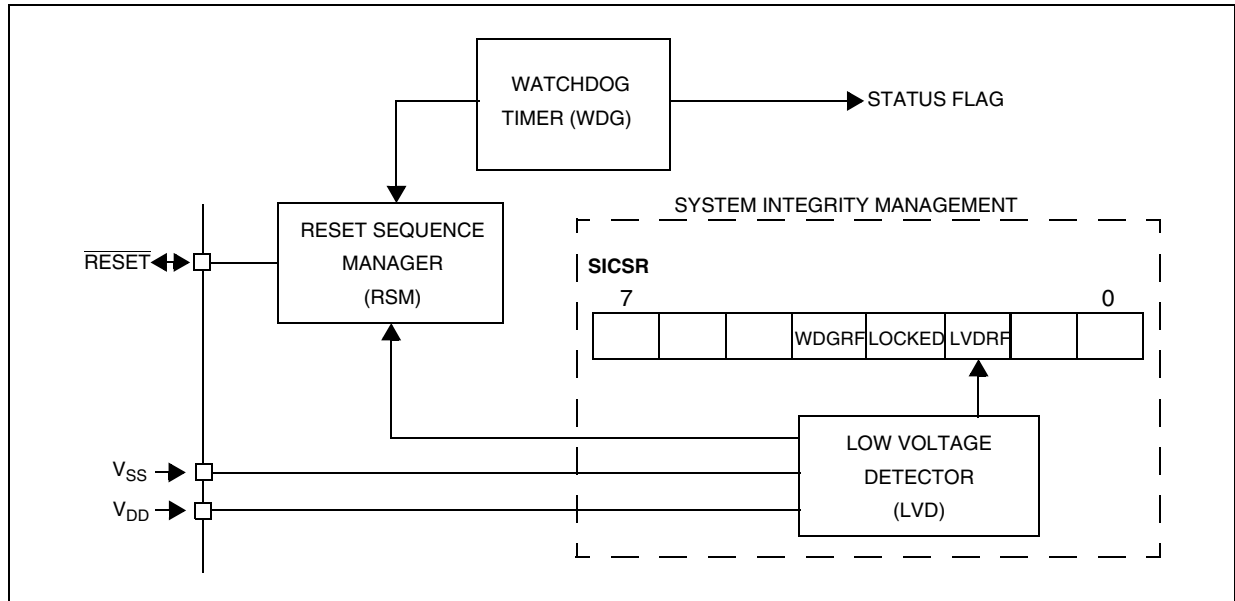 WATCHDOG
TIMER (WDG)
STATUS FLAG
SYSTEM INTEGRITY MANAGEMENT
RESET SEQUENCE
MANAGER
(RSM)
RESET
SICSR
7 0
WDGRF LOCKED LVDRF
LOW VOLTAGE
DETECTOR
(LVD)
VSS
VDD